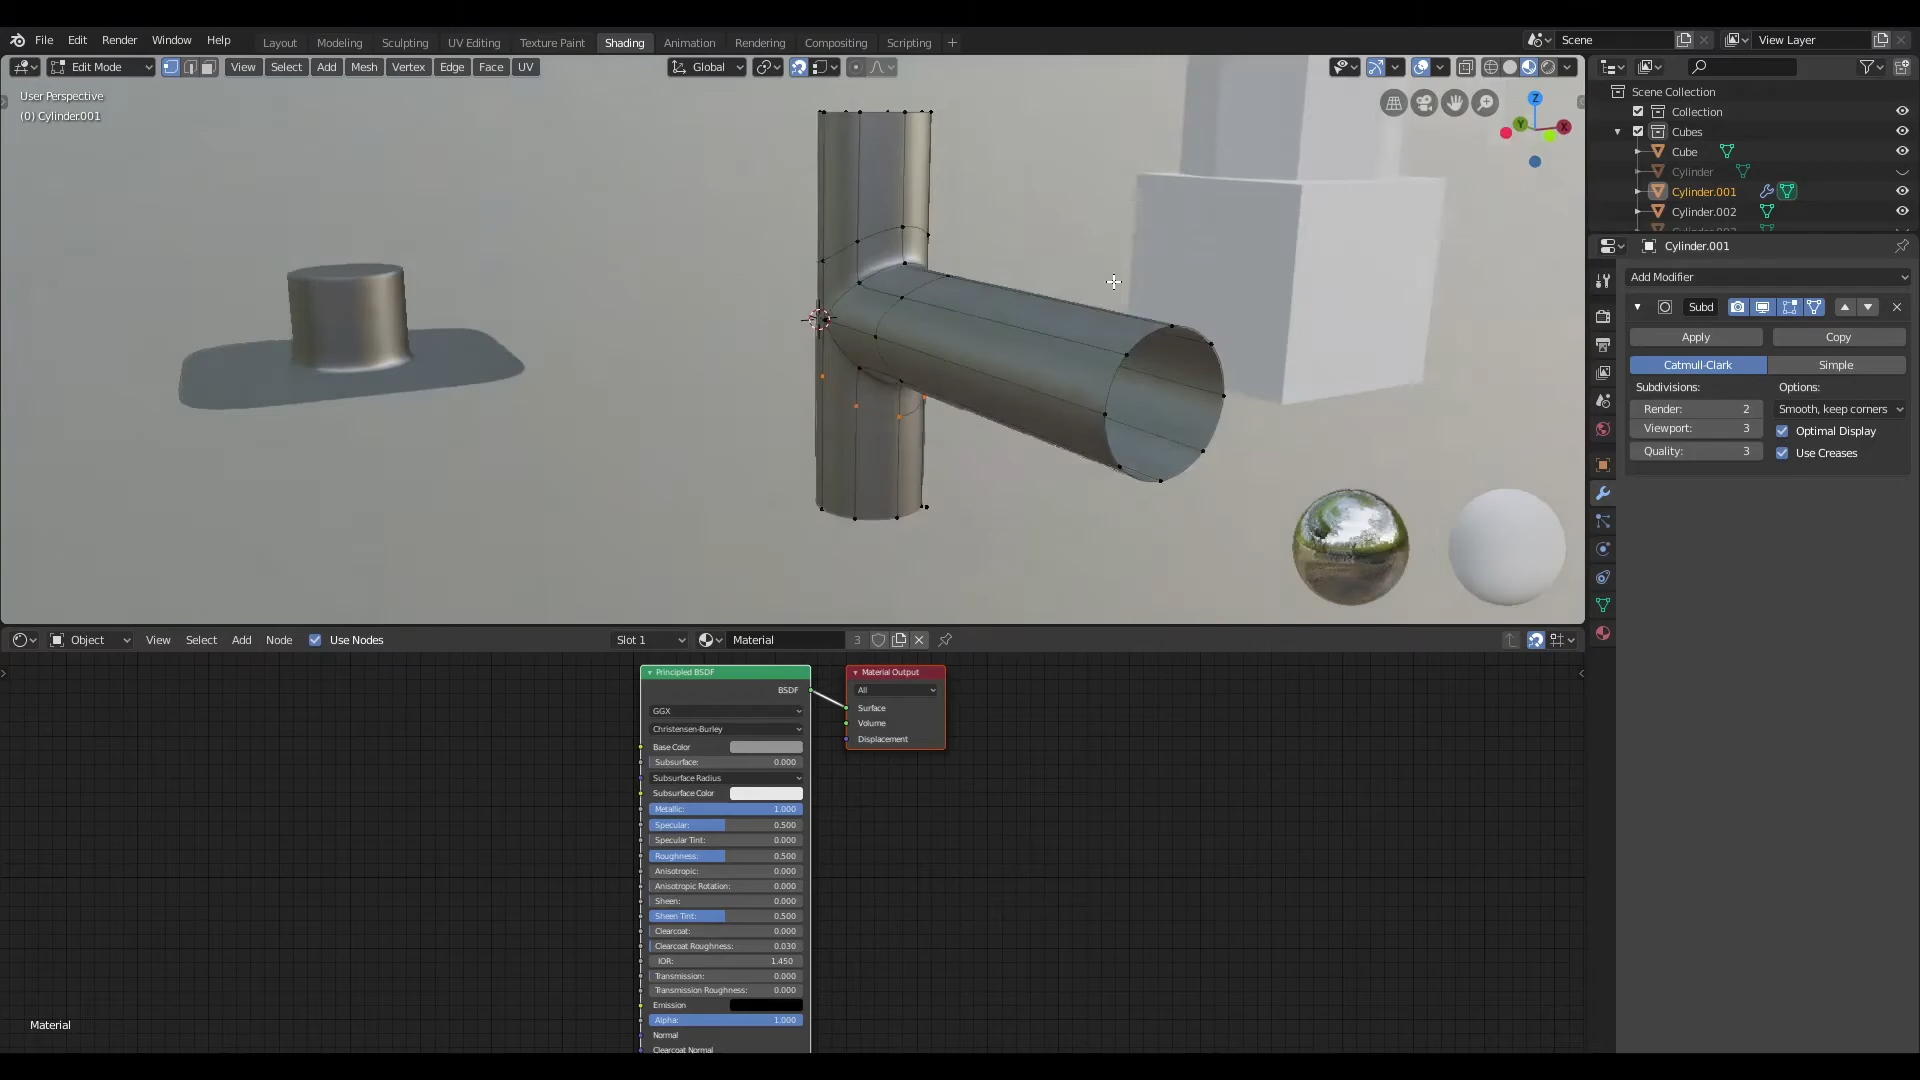 File Edit Render Window Help Layout Modeling Sculpting UV Editing Texture Paint Shading Animation Rendering Compositing Scripting + Scene View Layer
Edit Mode View Select Add Mesh Vertex Edge Face UV Global
User Perspective
(0) Cylinder.001
Z
Y
X
Scene Collection
Collection
Cubes
Cube
Cylinder
Cylinder.001
Cylinder.002
Cylinder.001
Add Modifier
Subd
Apply Copy
Catmull-Clark Simple
Subdivisions: Options:
Render: 2 Smooth, keep corners
Viewport: 3 Optimal Display
Quality: 3 Use Creases
Object View Select Add Node Use Nodes Slot 1 Material 3
Principled BSDF
BSDF
GGX
Christensen-Burley
Base Color
Subsurface: 0.000
Subsurface Radius
Subsurface Color
Metallic: 1.000
Specular: 0.500
Specular Tint: 0.000
Roughness: 0.500
Anisotropic: 0.000
Anisotropic Rotation: 0.000
Sheen: 0.000
Sheen Tint: 0.500
Clearcoat: 0.000
Clearcoat Roughness: 0.030
IOR: 1.450
Transmission: 0.000
Transmission Roughness: 0.000
Emission
Alpha: 1.000
Normal
Clearcoat Normal
Material Output
All
Surface
Volume
Displacement
Material